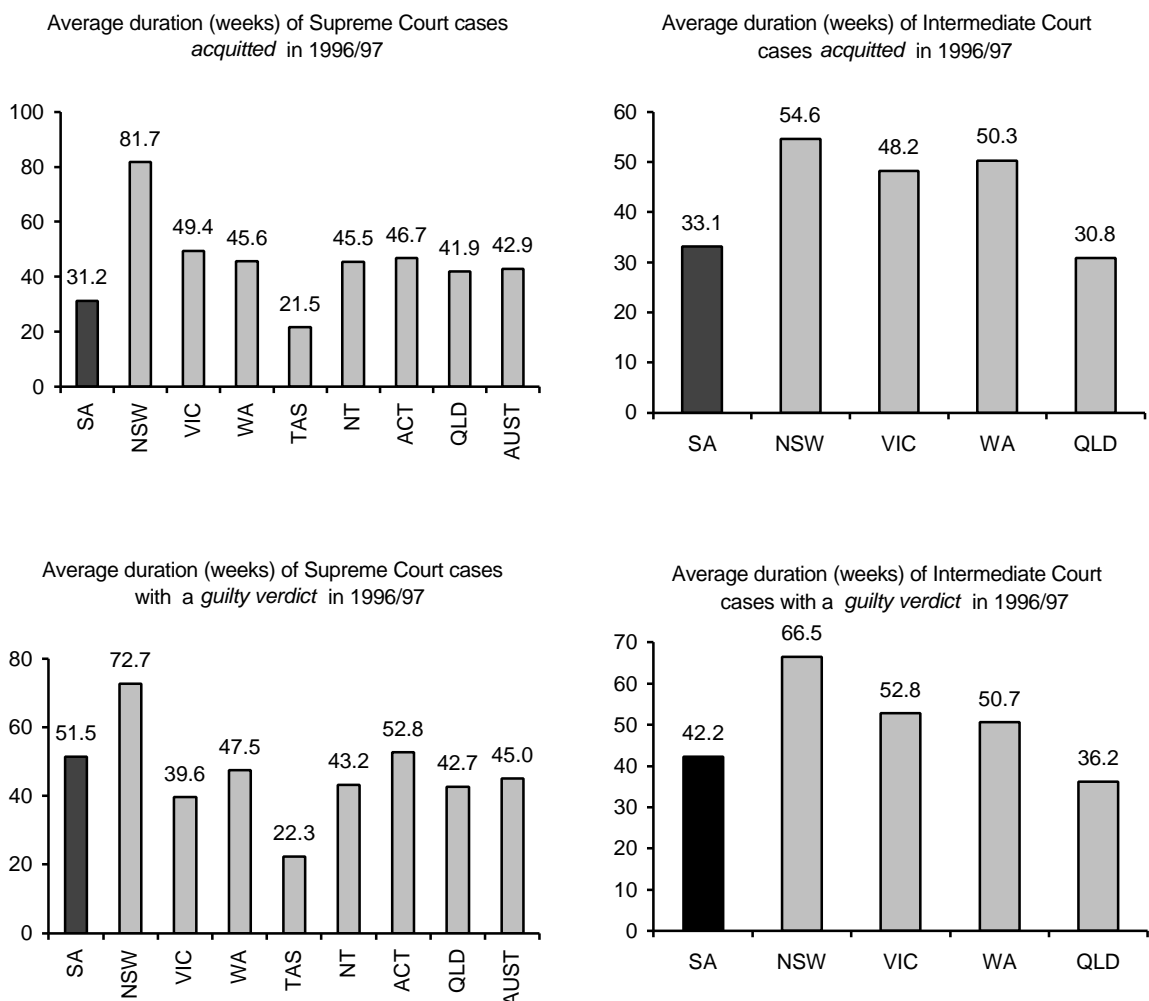 Average duration (weeks) of Supreme Court cases
acquitted in 1996/97
100
80
60
40
20
0
31.2
81.7
49.4
45.6
21.5
45.5
46.7
41.9
42.9
SA
NSW
VIC
WA
TAS
NT
ACT
QLD
AUST
Average duration (weeks) of Intermediate Court
cases acquitted in 1996/97
60
50
40
30
20
10
0
33.1
54.6
48.2
50.3
30.8
SA
NSW
VIC
WA
QLD
Average duration (weeks) of Supreme Court cases
with a guilty verdict in 1996/97
80
60
40
20
0
51.5
72.7
39.6
47.5
22.3
43.2
52.8
42.7
45.0
SA
NSW
VIC
WA
TAS
NT
ACT
QLD
AUST
Average duration (weeks) of Intermediate Court
cases with a guilty verdict in 1996/97
70
60
50
40
30
20
10
0
42.2
66.5
52.8
50.7
36.2
SA
NSW
VIC
WA
QLD